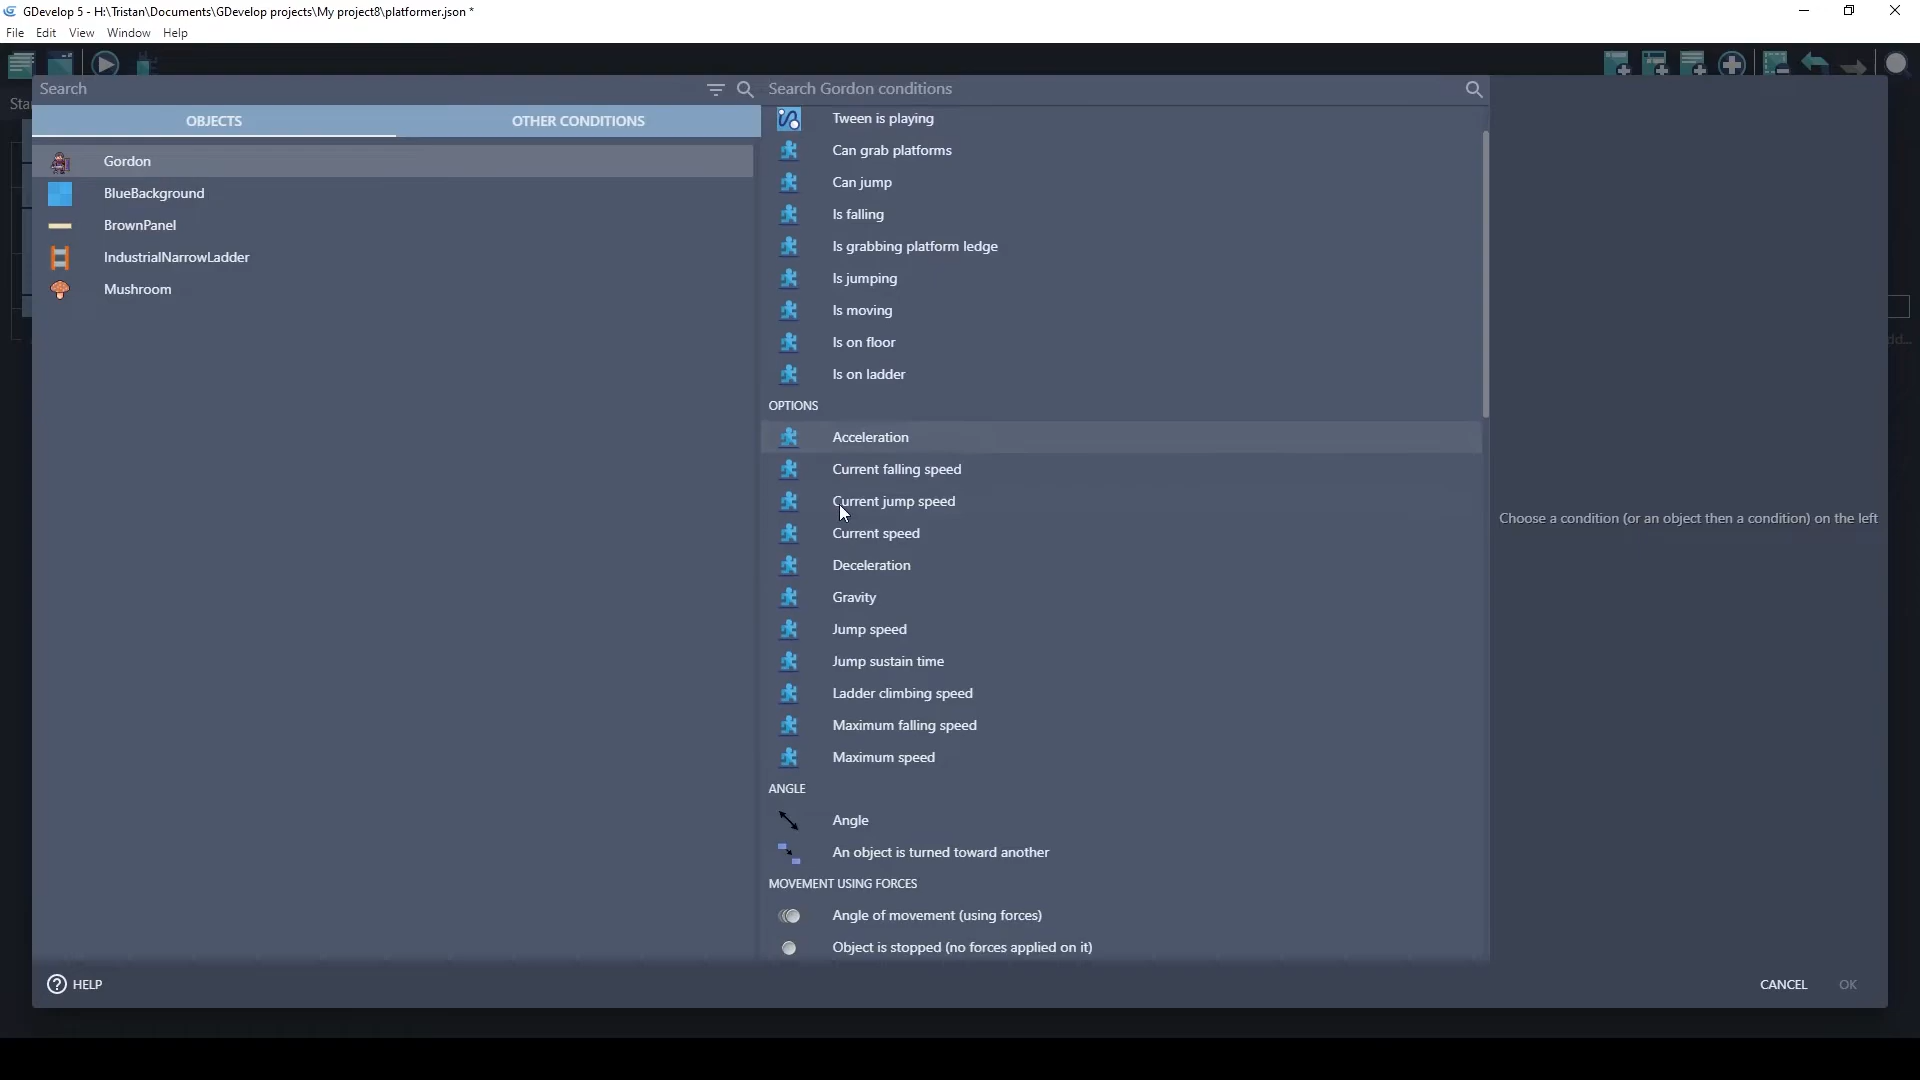 GDevelop 5 - H:\Tristan\Documents\GDevelop projects\My project8\platformer.json *
File Edit View Window Help
Search
Search Gordon conditions
Sta
OBJECTS
OTHER CONDITIONS
Gordon
BlueBackground
BrownPanel
IndustrialNarrowLadder
Mushroom
Tween is playing
Can grab platforms
Can jump
Is falling
Is grabbing platform ledge
Is jumping
Is moving
Is on floor
Is on ladder
OPTIONS
Acceleration
Current falling speed
Current jump speed
Current speed
Deceleration
Gravity
Jump speed
Jump sustain time
Ladder climbing speed
Maximum falling speed
Maximum speed
ANGLE
Angle
An object is turned toward another
MOVEMENT USING FORCES
Angle of movement (using forces)
Object is stopped (no forces applied on it)
Choose a condition (or an object then a condition) on the left
dd...
? HELP
CANCEL OK